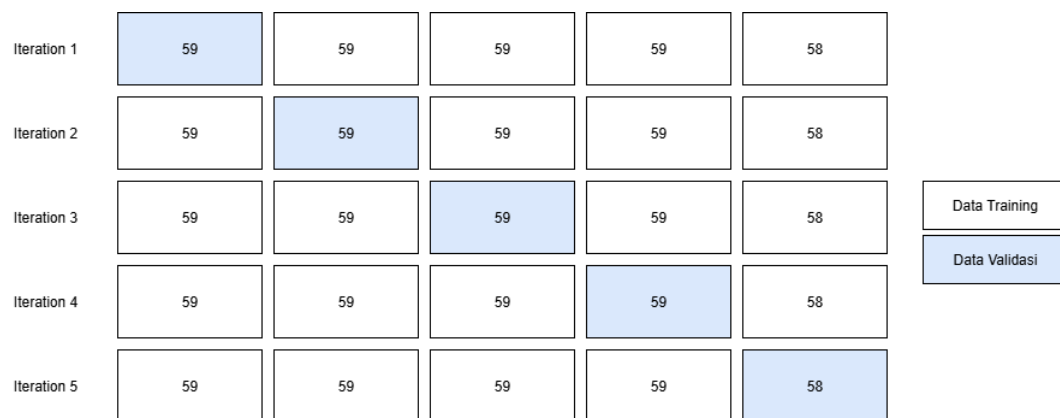 Iteration 1 59 59 59 59 58
Iteration 2 59 59 59 59 58
Iteration 3 59 59 59 59 58
Iteration 4 59 59 59 59 58
Iteration 5 59 59 59 59 58
Data Training
Data Validasi